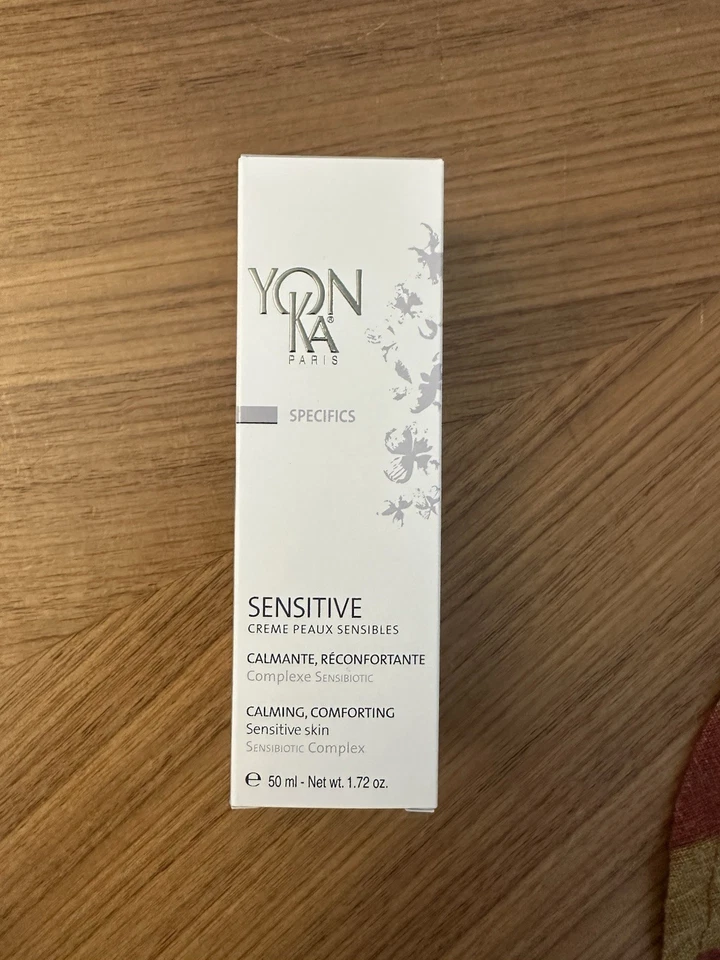 YON
KA®
PARIS
SPECIFICS
SENSITIVE
CREME PEAUX SENSIBLES
CALMANTE, RÉCONFORTANTE
Complexe SENSIBIOTIC
CALMING, COMFORTING
Sensitive skin
SENSIBIOTIC Complex
℮ 50 ml - Net wt. 1.72 oz.